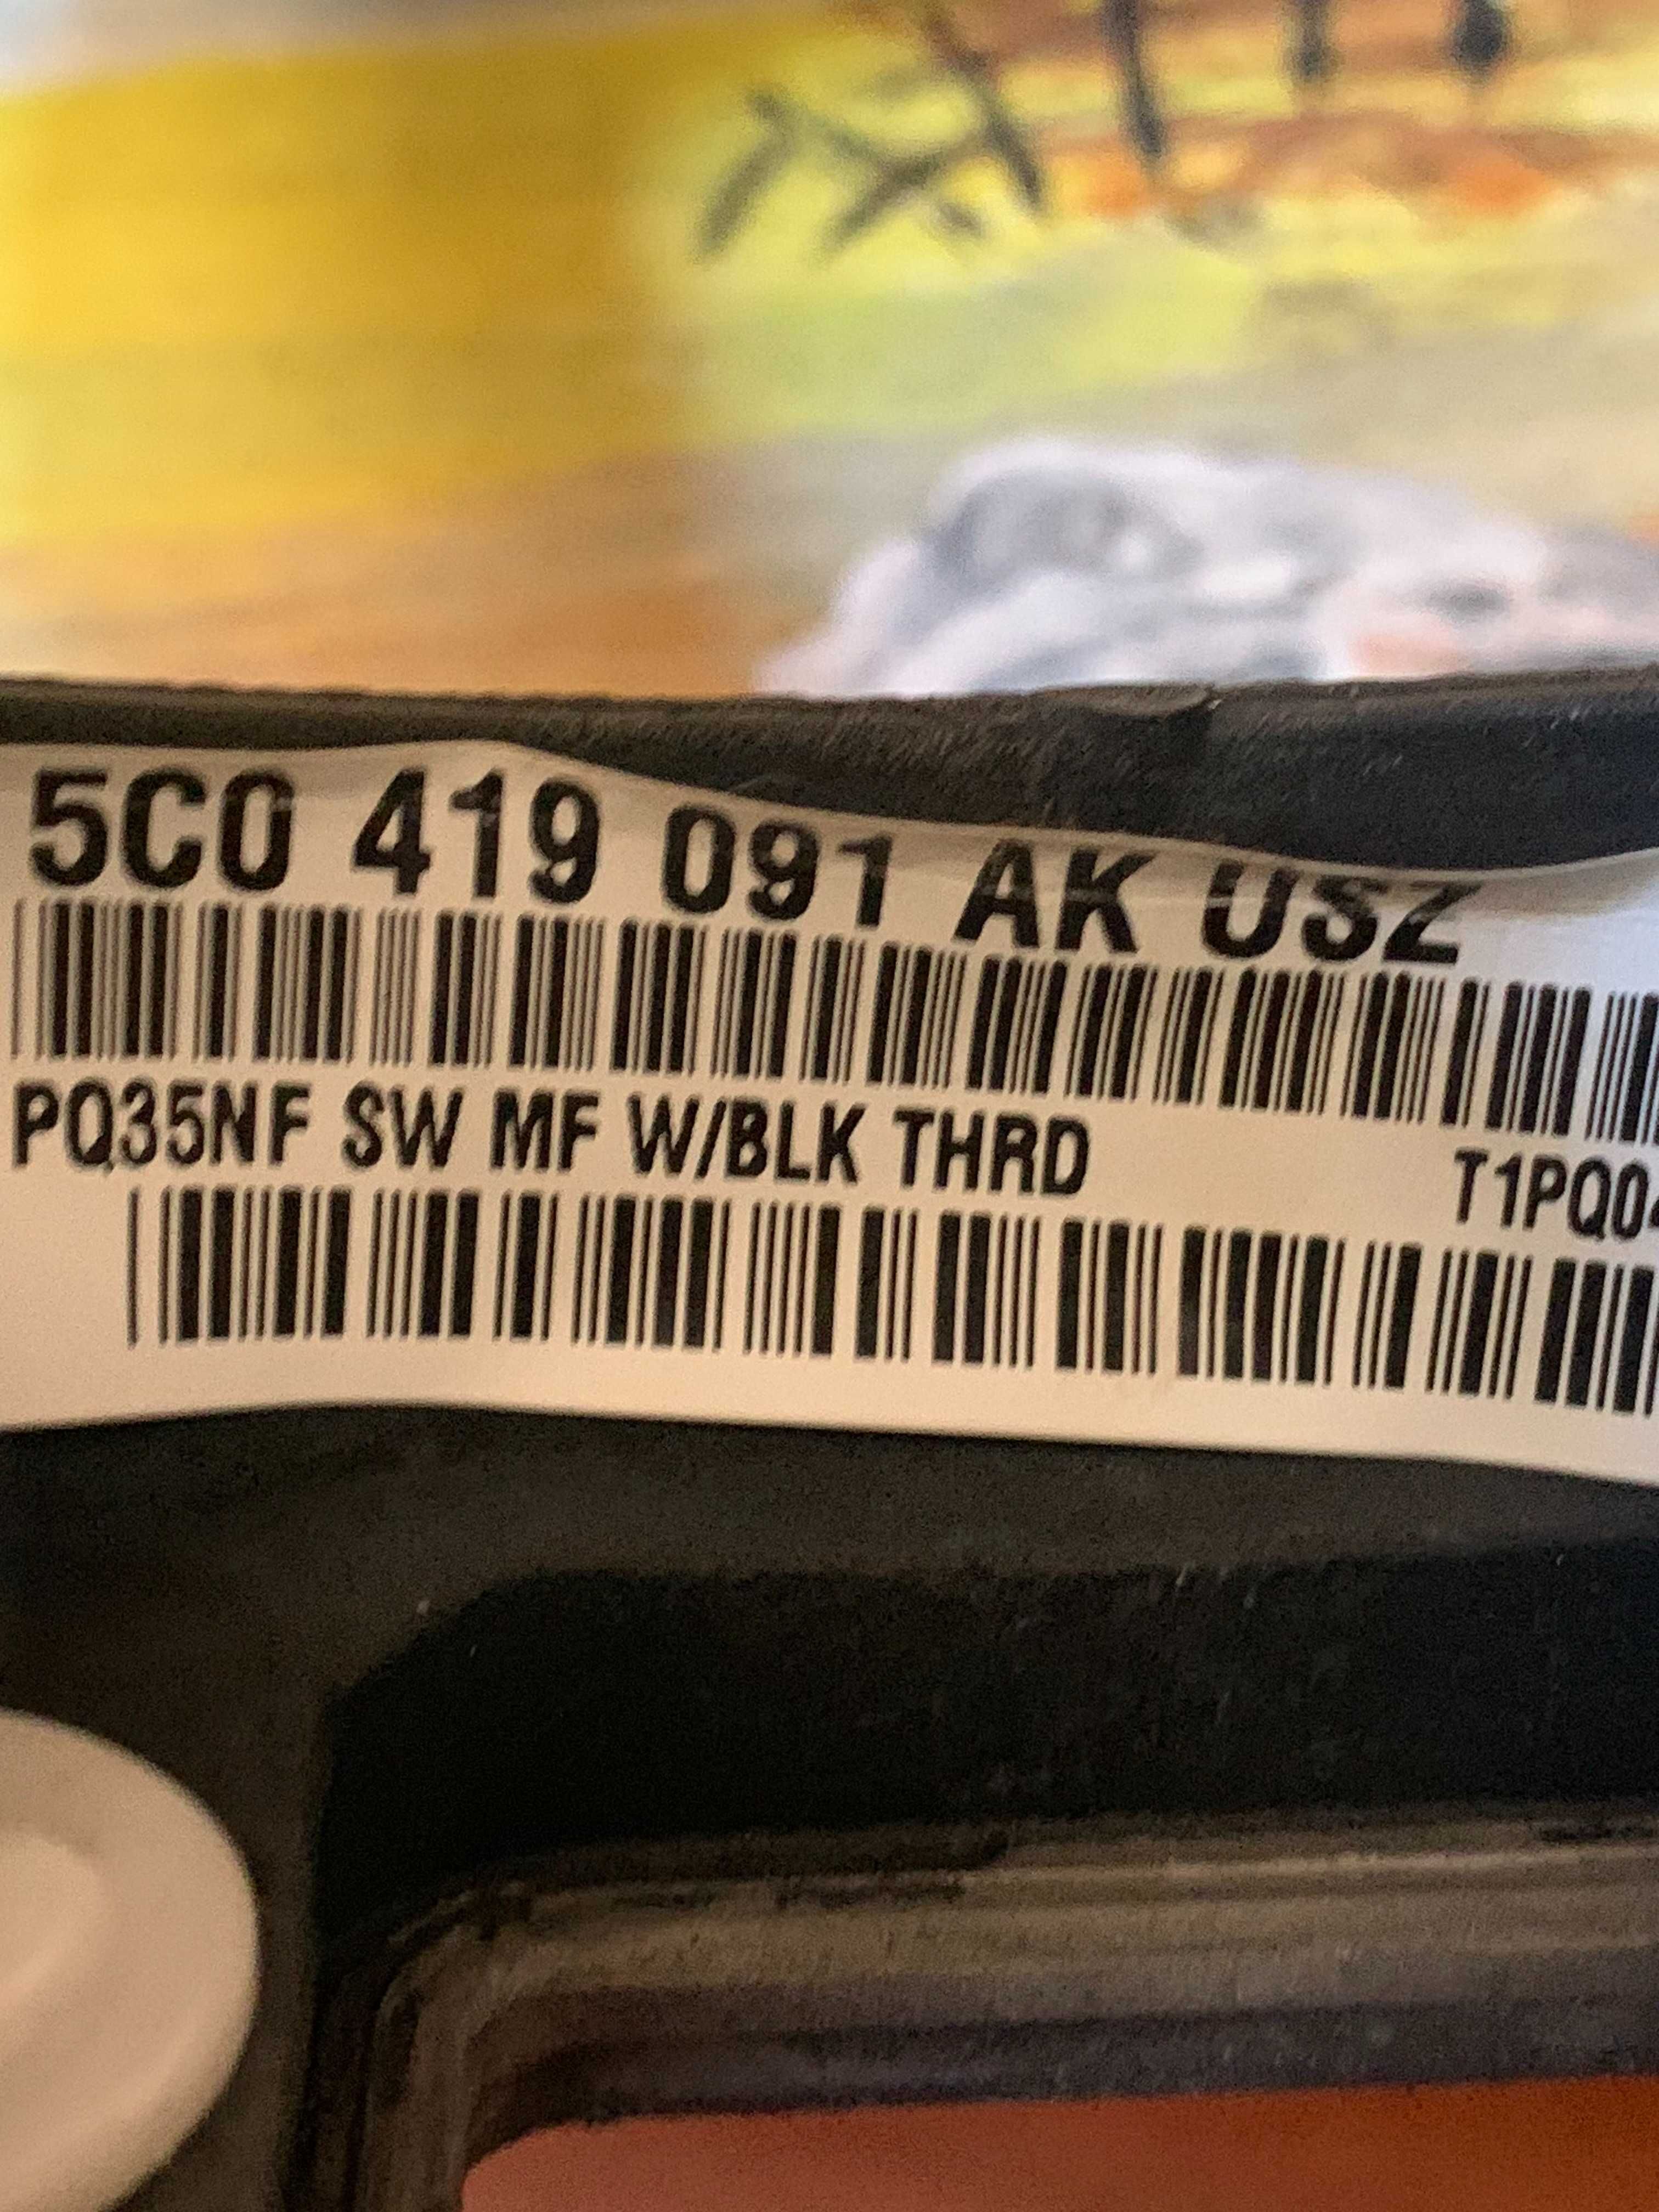 5C0 419 091 AK USZ
PQ35NF SW MF W/BLK THRD